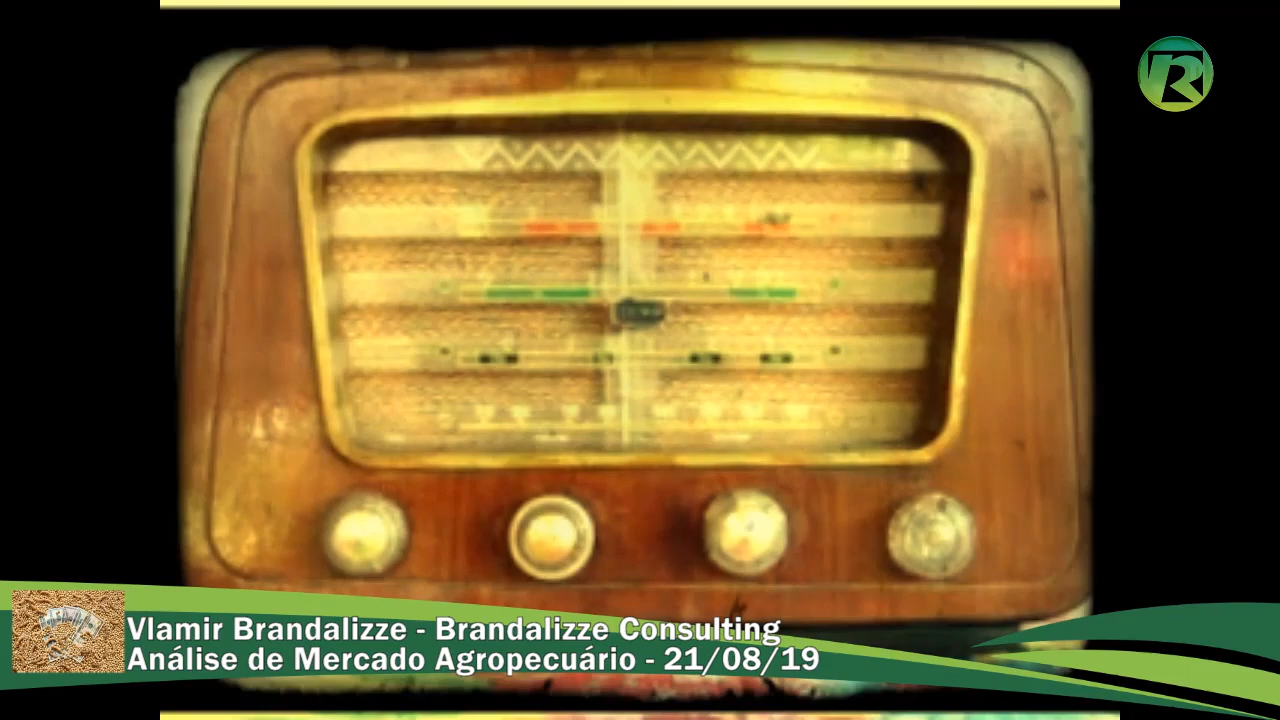 R
Vlamir Brandalizze - Brandalizze Consulting
Análise de Mercado Agropecuário - 21/08/19